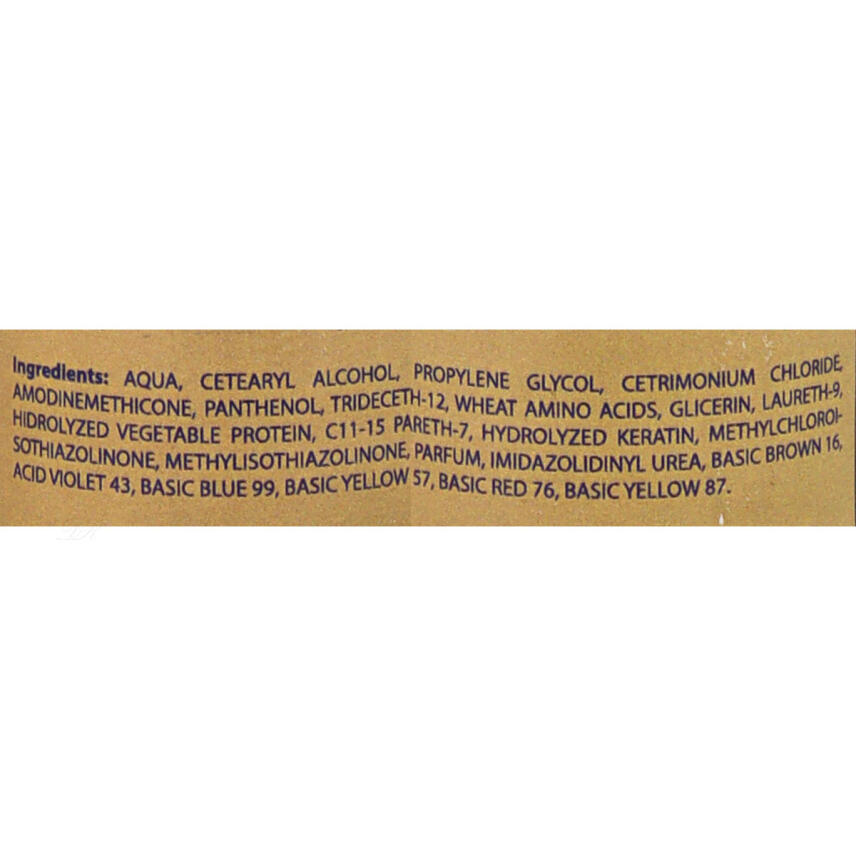 Ingredients: AQUA, CETEARYL ALCOHOL, PROPYLENE GLYCOL, CETRIMONIUM CHLORIDE,
AMODINEMETHICONE, PANTHENOL, TRIDECETH-12, WHEAT AMINO ACIDS, GLICERIN, LAURETH-9,
HIDROLYZED VEGETABLE PROTEIN, C11-15 PARETH-7, HYDROLYZED KERATIN, METHYLCHLOROI-
SOTHIAZOLINONE, METHYLISOTHIAZOLINONE, PARFUM, IMIDAZOLIDINYL UREA, BASIC BROWN 16,
ACID VIOLET 43, BASIC BLUE 99, BASIC YELLOW 57, BASIC RED 76, BASIC YELLOW 87.